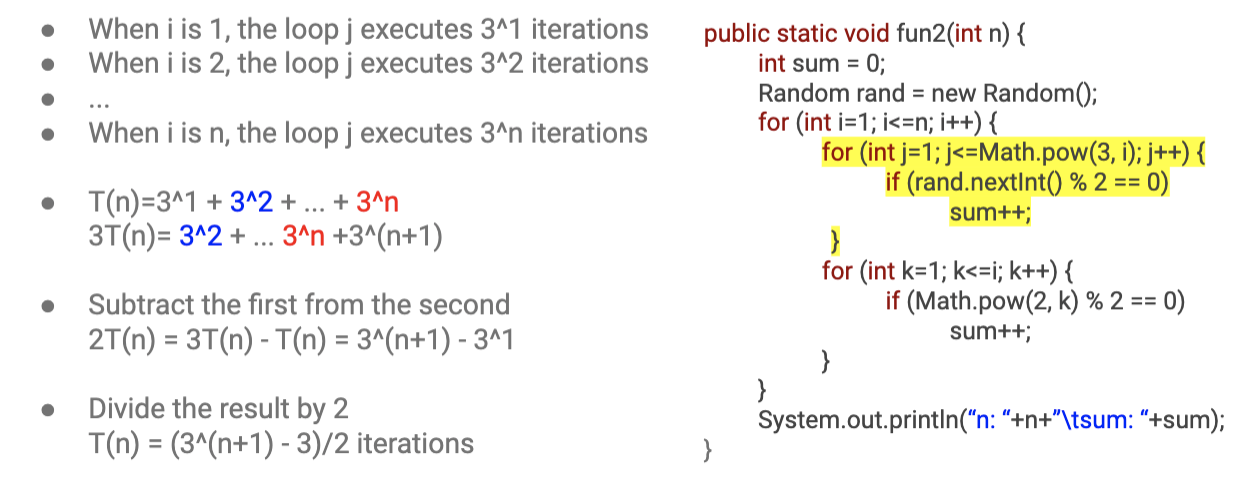 ● When i is 1, the loop j executes 3^1 iterations
● When i is 2, the loop j executes 3^2 iterations
● ...
● When i is n, the loop j executes 3^n iterations
● T(n)=3^1 + 3^2 + ... + 3^n
3T(n)= 3^2 + ... 3^n +3^(n+1)
● Subtract the first from the second
2T(n) = 3T(n) - T(n) = 3^(n+1) - 3^1
● Divide the result by 2
T(n) = (3^(n+1) - 3)/2 iterations
public static void fun2(int n) {
int sum = 0;
Random rand = new Random();
for (int i=1; i<=n; i++) {
for (int j=1; j<=Math.pow(3, i); j++) {
if (rand.nextInt() % 2 == 0)
sum++;
}
for (int k=1; k<=i; k++) {
if (Math.pow(2, k) % 2 == 0)
sum++;
}
}
System.out.println(“n: “+n+”\tsum: “+sum);
}